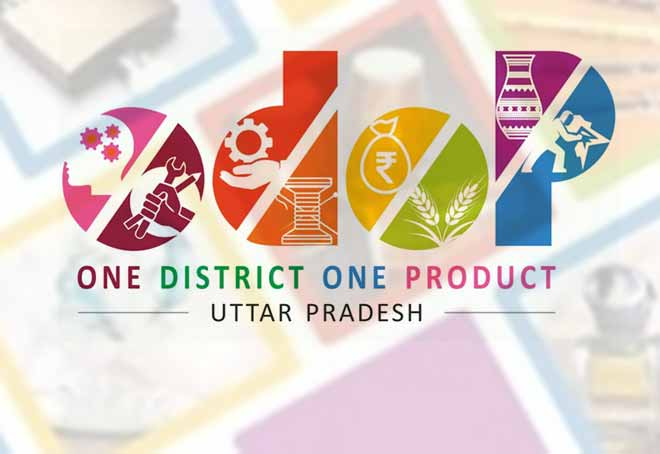 odop
ONE DISTRICT ONE PRODUCT
UTTAR PRADESH